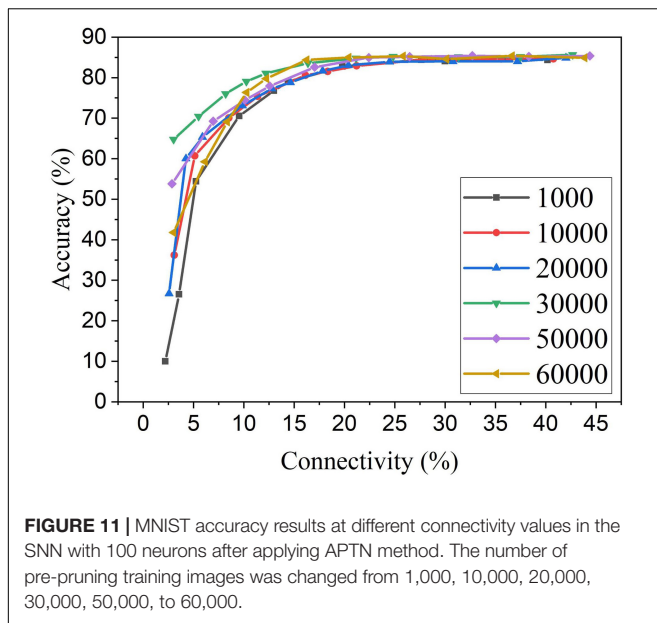 90
80
70
60
50
40
30
20
10
0
Accuracy (%)
1000
10000
20000
30000
50000
60000
0 5 10 15 20 25 30 35 40 45
Connectivity (%)
FIGURE 11 | MNIST accuracy results at different connectivity values in the
SNN with 100 neurons after applying APTN method. The number of
pre-pruning training images was changed from 1,000, 10,000, 20,000,
30,000, 50,000, to 60,000.